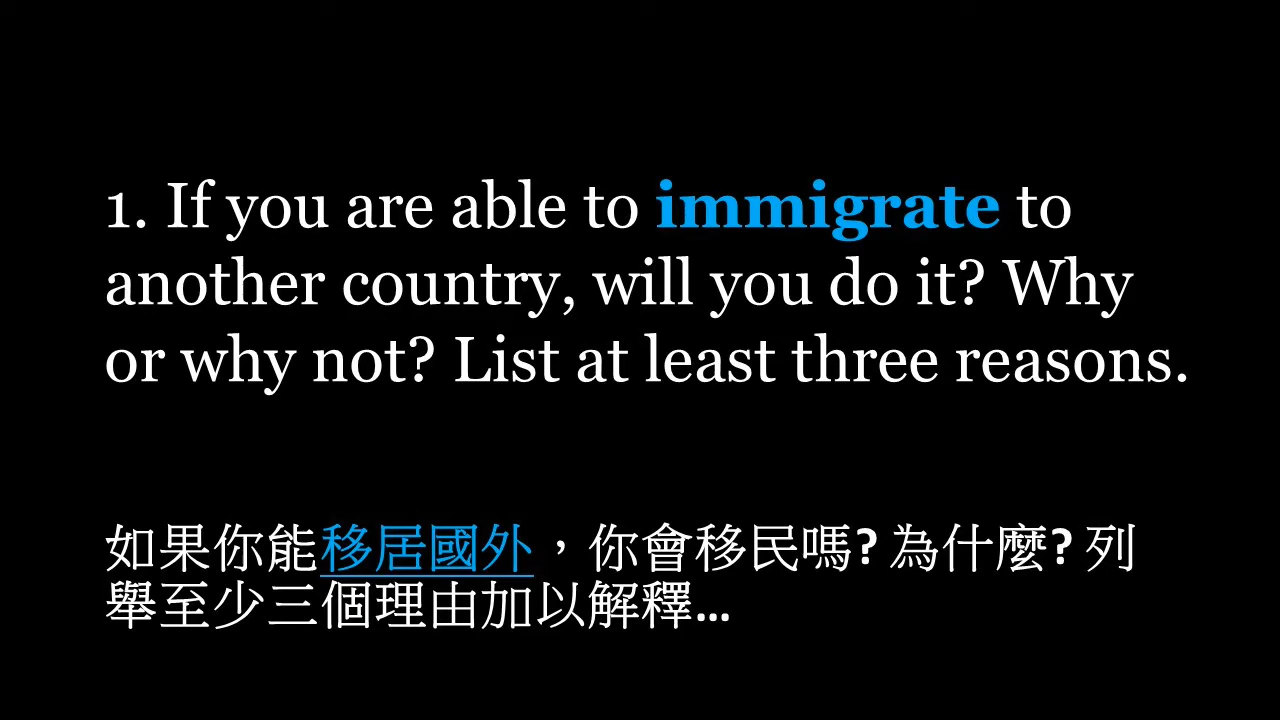 1. If you are able to immigrate to
another country, will you do it? Why
or why not? List at least three reasons.
如果你能移居國外，你會移民嗎? 為什麼? 列
舉至少三個理由加以解釋...